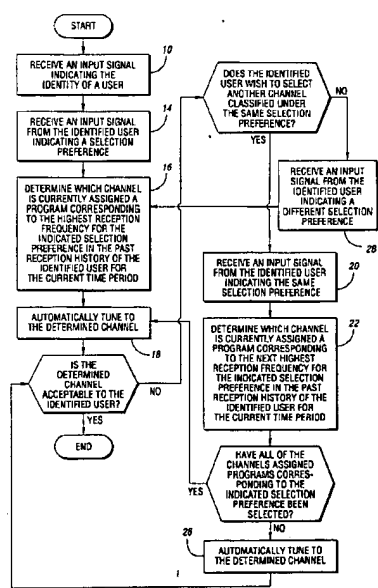 START
10
RECEIVE AN INPUT SIGNAL
INDICATING THE
IDENTITY OF A USER
14
RECEIVE AN INPUT SIGNAL
FROM THE IDENTIFIED USER
INDICATING A SELECTION
PREFERENCE
16
DETERMINE WHICH CHANNEL
IS CURRENTLY ASSIGNED
A PROGRAM CORRESPONDING
TO THE HIGHEST RECEPTION
FREQUENCY FOR
THE INDICATED SELECTION
PREFERENCE IN THE PAST
RECEPTION HISTORY OF THE
IDENTIFIED USER FOR
THE CURRENT TIME PERIOD
AUTOMATICALLY TUNE TO
THE DETERMINED CHANNEL
18
IS THE
DETERMINED
CHANNEL
ACCEPTABLE TO THE
IDENTIFIED USER?
NO
YES
END
DOES THE IDENTIFIED
USER WISH TO SELECT
ANOTHER CHANNEL
CLASSIFIED UNDER
THE SAME SELECTION
PREFERENCE?
NO
YES
RECEIVE AN INPUT
SIGNAL FROM THE
IDENTIFIED USER
INDICATING A
DIFFERENT SELECTION
PREFERENCE
28
20
RECEIVE AN INPUT SIGNAL
FROM THE IDENTIFIED USER
INDICATING THE SAME
SELECTION PREFERENCE
22
DETERMINE WHICH CHANNEL
IS CURRENTLY ASSIGNED A
PROGRAM CORRESPONDING
TO THE NEXT HIGHEST
RECEPTION FREQUENCY FOR
THE INDICATED SELECTION
PREFERENCE IN THE PAST
RECEPTION HISTORY OF
THE IDENTIFIED USER FOR
THE CURRENT TIME PERIOD
HAVE ALL OF THE
CHANNELS ASSIGNED
PROGRAMS CORRES-
PONDING TO THE
INDICATED SELECTION
PREFERENCE BEEN
SELECTED?
YES
NO
26
AUTOMATICALLY TUNE TO
THE DETERMINED CHANNEL